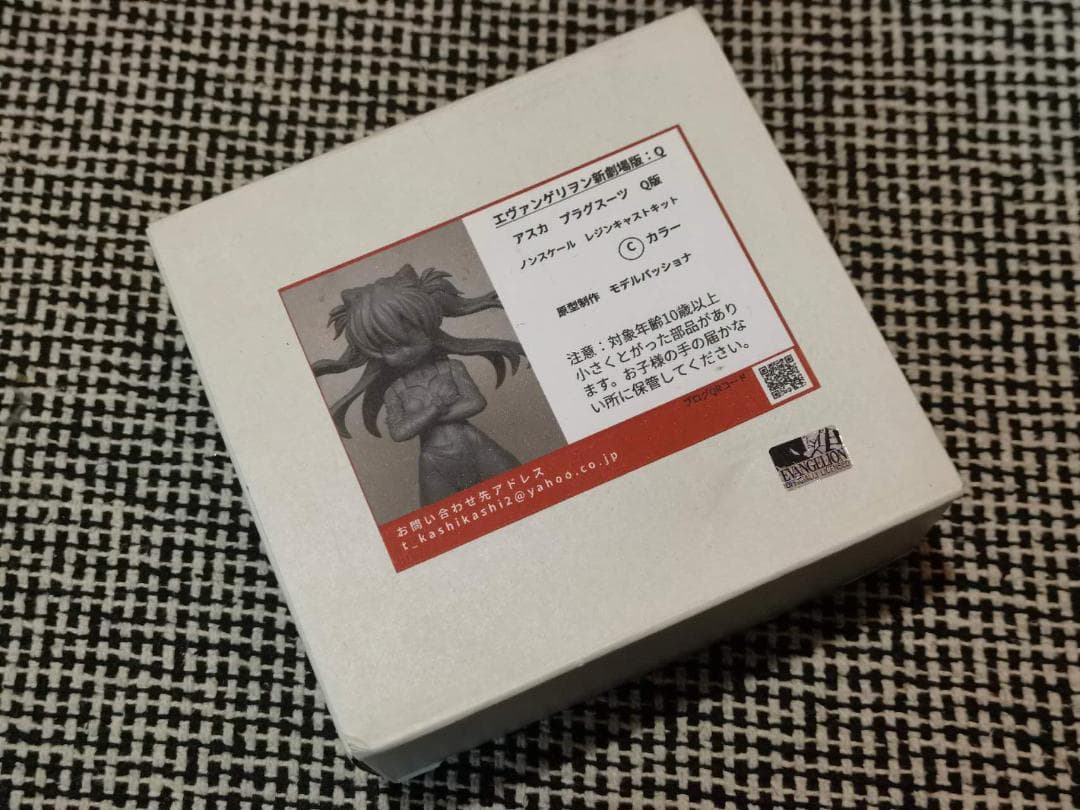 エヴァンゲリヲン新劇場版：Q
アスカ　プラグスーツ　Q版
ノンスケール　レジンキャストキット
Ⓒ カラー
原型制作　モデルパッショナ
注意：対象年齢10歳以上
小さくとがった部品があり
ます。お子様の手の届かな
い所に保管してください。
ブログQRコード
お問い合わせ先アドレス
t_kashikashi2@yahoo.co.jp
EVANGELION